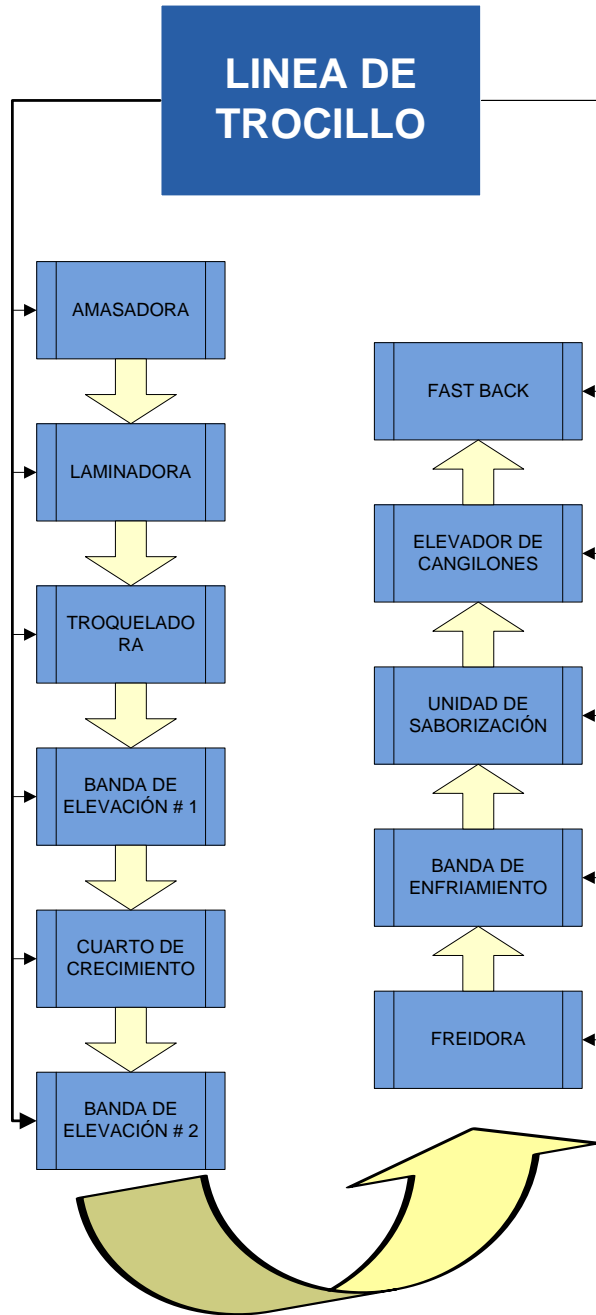 LINEA DE
TROCILLO
AMASADORA
LAMINADORA
TROQUELADO
RA
BANDA DE
ELEVACIÓN # 1
CUARTO DE
CRECIMIENTO
BANDA DE
ELEVACIÓN # 2
FAST BACK
ELEVADOR DE
CANGILONES
UNIDAD DE
SABORIZACIÓN
BANDA DE
ENFRIAMIENTO
FREIDORA